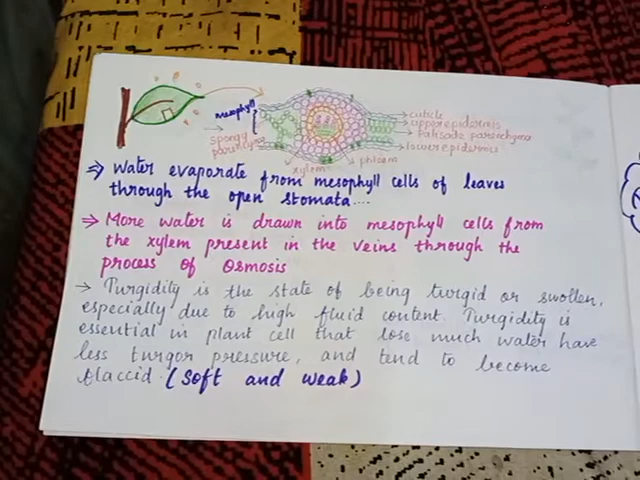 mesophyll
cuticle
upper epidermis
Palisade parenchyma
lower epidermis
spongy
phloem
xylem
=> Water evaporate from mesophyll cells of leaves
through the open stomata....
-> More water is drawn into mesophyll cells from
the xylem present in the veins through the
process of osmosis
-> Turgidity is the state of being turgid or swollen,
especially due to high fluid content. Turgidity is
essential in plant cell that lose much water have
less turgor pressure, and tend to become
flaccid. (soft and weak)